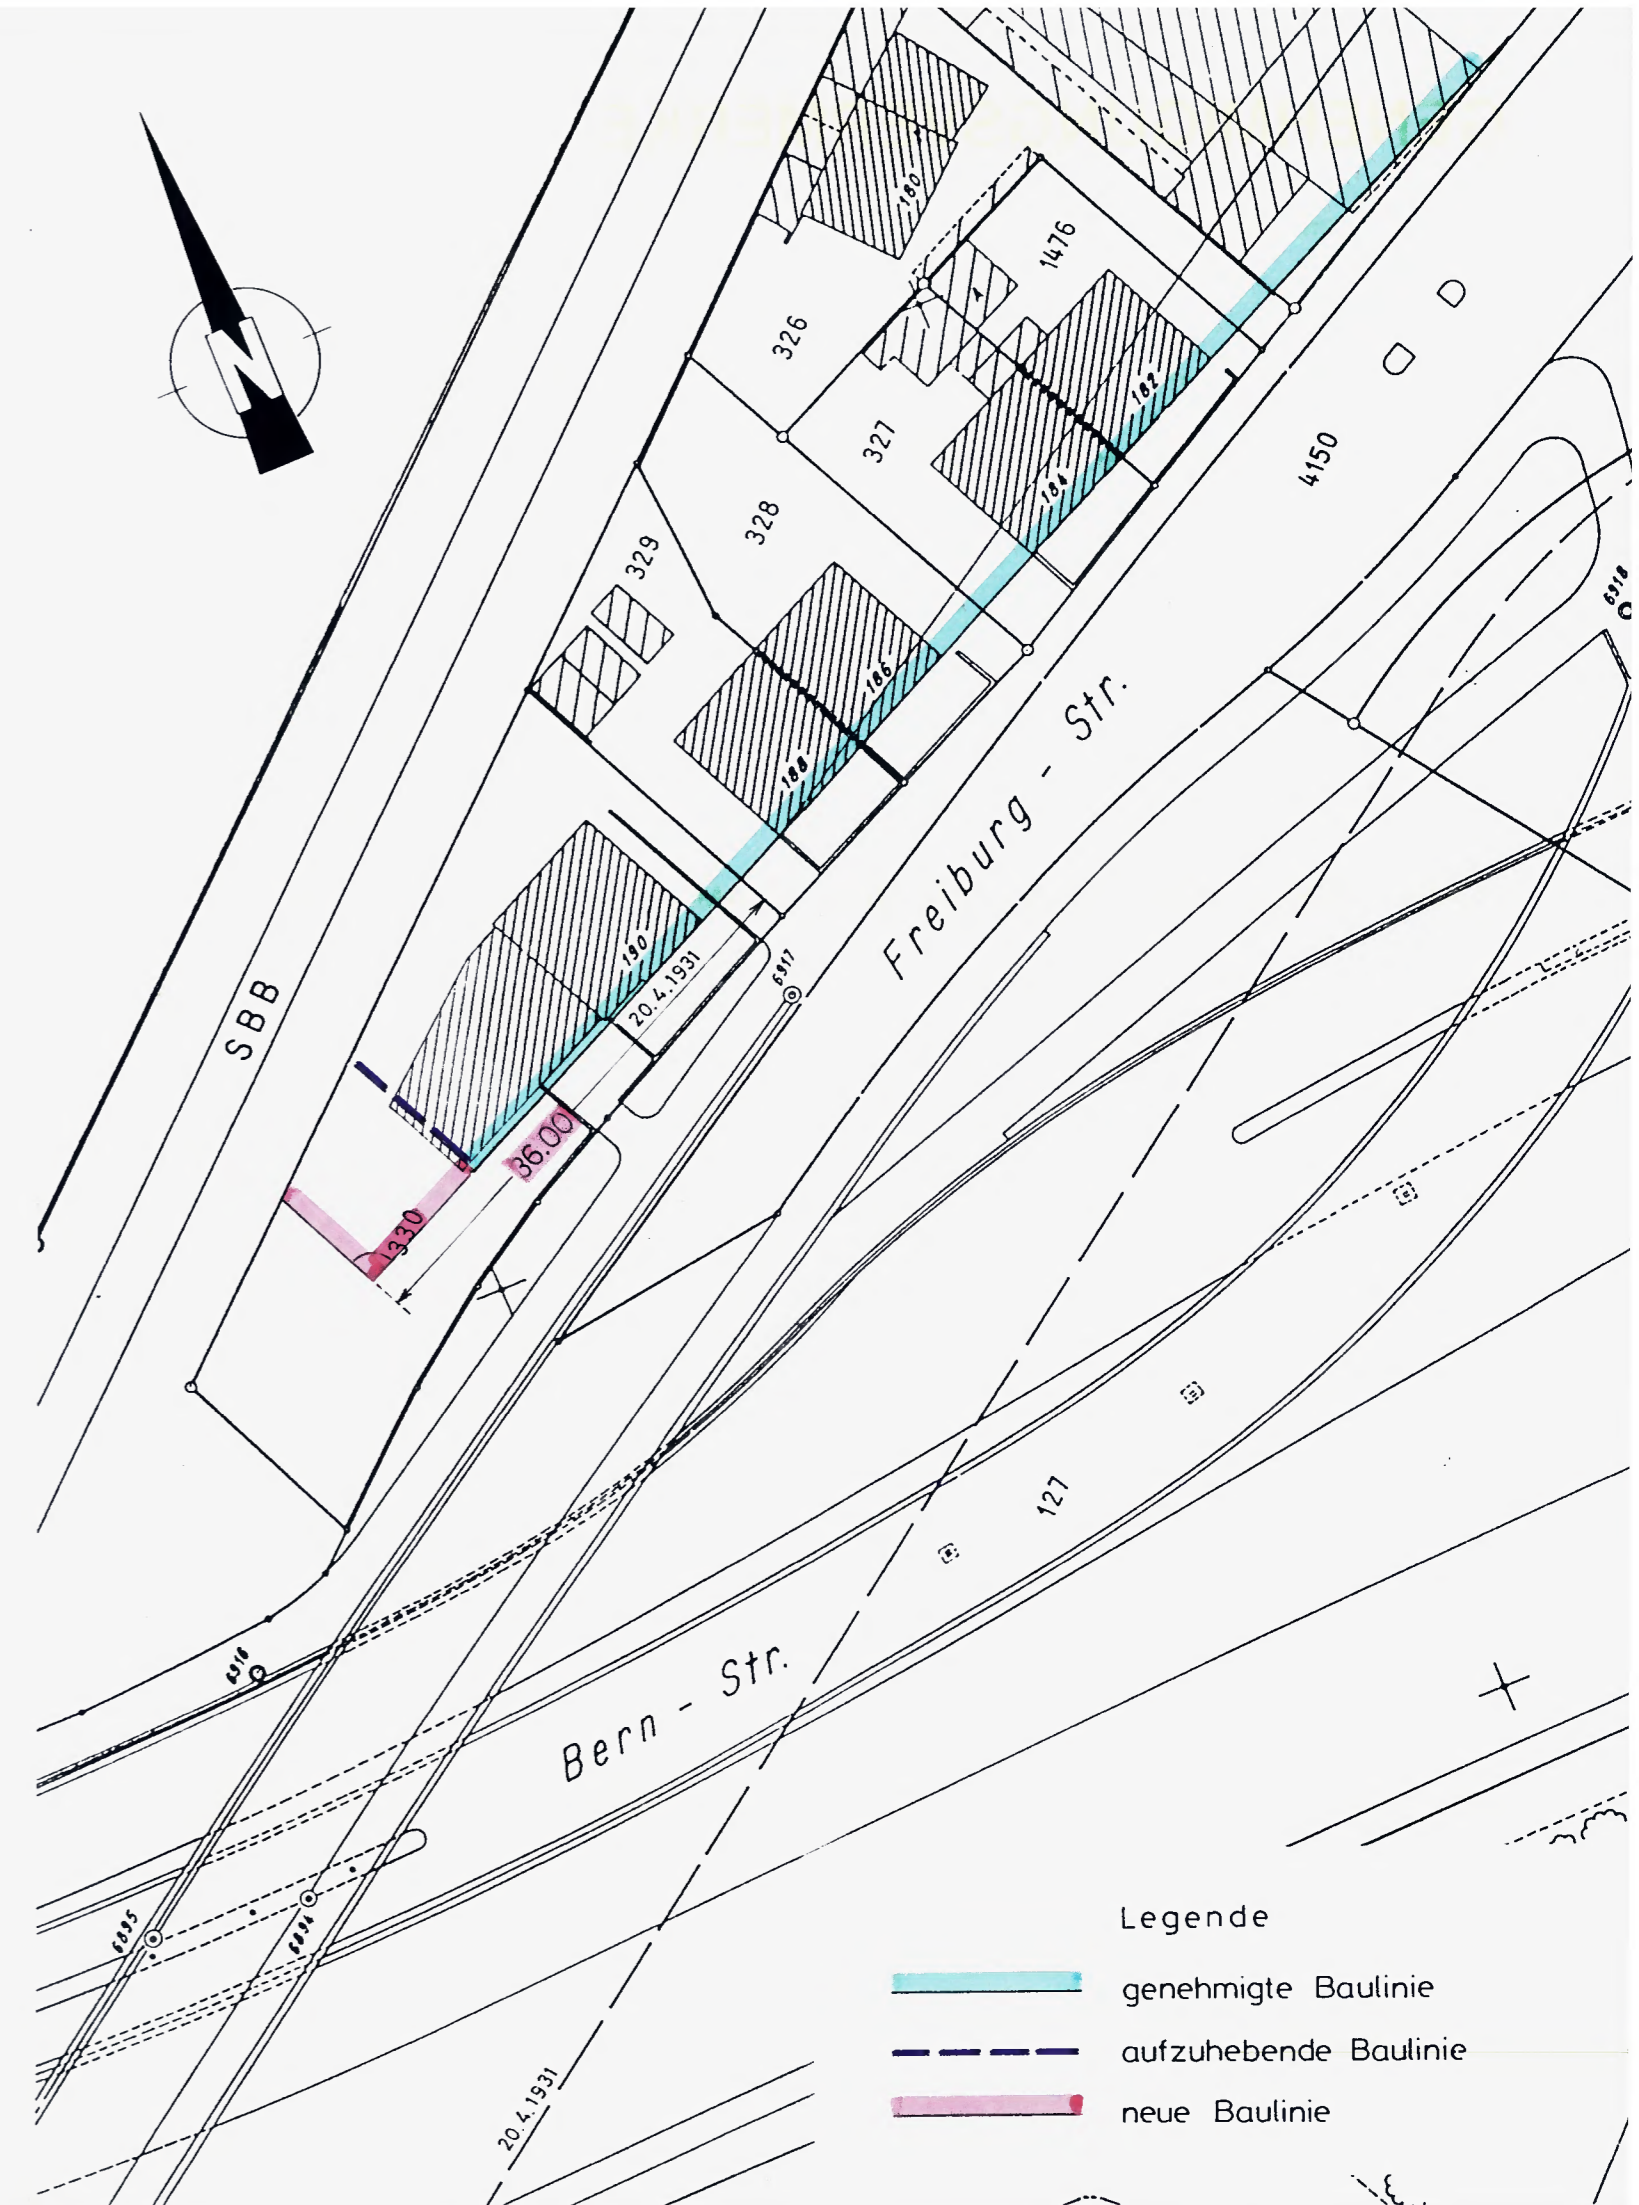 180
1476
326
182
327
4150
184
328
329
6918
186
188
Freiburg - Str.
190
20.4.1931
6917
SBB
36.00
1330
N
127
6916
Bern - Str.
6895
6894
20.4.1931
Legende
genehmigte Baulinie
aufzuhebende Baulinie
neue Baulinie